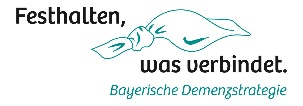 Festhalten,
was verbindet.
Bayerische Demenzstrategie